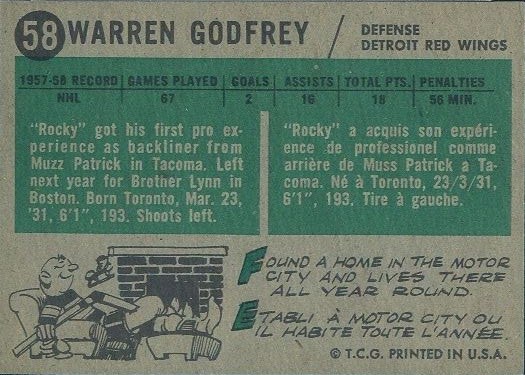 58 WARREN GODFREY / DEFENSE
DETROIT RED WINGS
1957-58 RECORD GAMES PLAYED GOALS ASSISTS TOTAL PTS. PENALTIES
NHL 67 2 16 18 56 MIN.
"Rocky" got his first pro ex-
perience as backliner from
Muzz Patrick in Tacoma. Left
next year for Brother Lynn in
Boston. Born Toronto, Mar. 23,
'31, 6'1", 193. Shoots left.
"Rocky" a acquis son expéri-
ence de professionel comme
arrière de Muss Patrick a Ta-
coma. Né à Toronto, 23/3/31,
6'1", 193. Tire à gauche.
FOUND A HOME IN THE MOTOR
CITY AND LIVES THERE
ALL YEAR ROUND.
ETABLI À MOTOR CITY OU
IL HABITE TOUTE L'ANNÉE.
© T.C.G. PRINTED IN U.S.A.